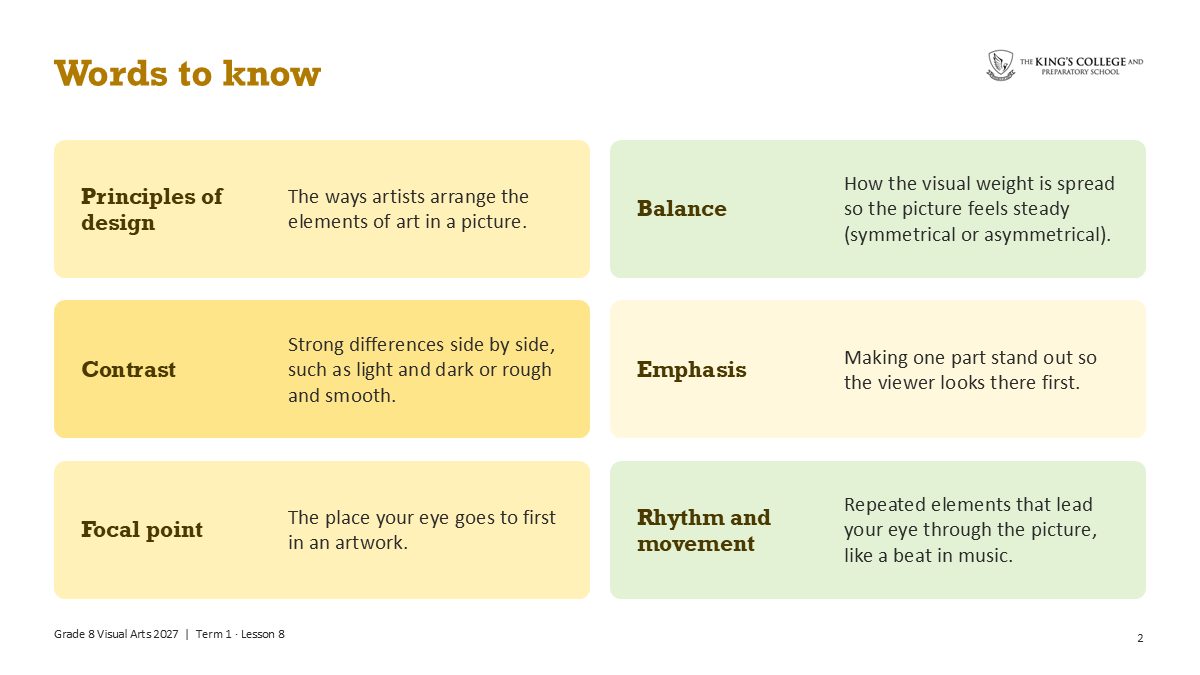 Words to know
THE KING'S COLLEGE AND
PREPARATORY SCHOOL
Principles of
design
The ways artists arrange the
elements of art in a picture.
Balance
How the visual weight is spread
so the picture feels steady
(symmetrical or asymmetrical).
Contrast
Strong differences side by side,
such as light and dark or rough
and smooth.
Emphasis
Making one part stand out so
the viewer looks there first.
Focal point
The place your eye goes to first
in an artwork.
Rhythm and
movement
Repeated elements that lead
your eye through the picture,
like a beat in music.
Grade 8 Visual Arts 2027 | Term 1 · Lesson 8
2